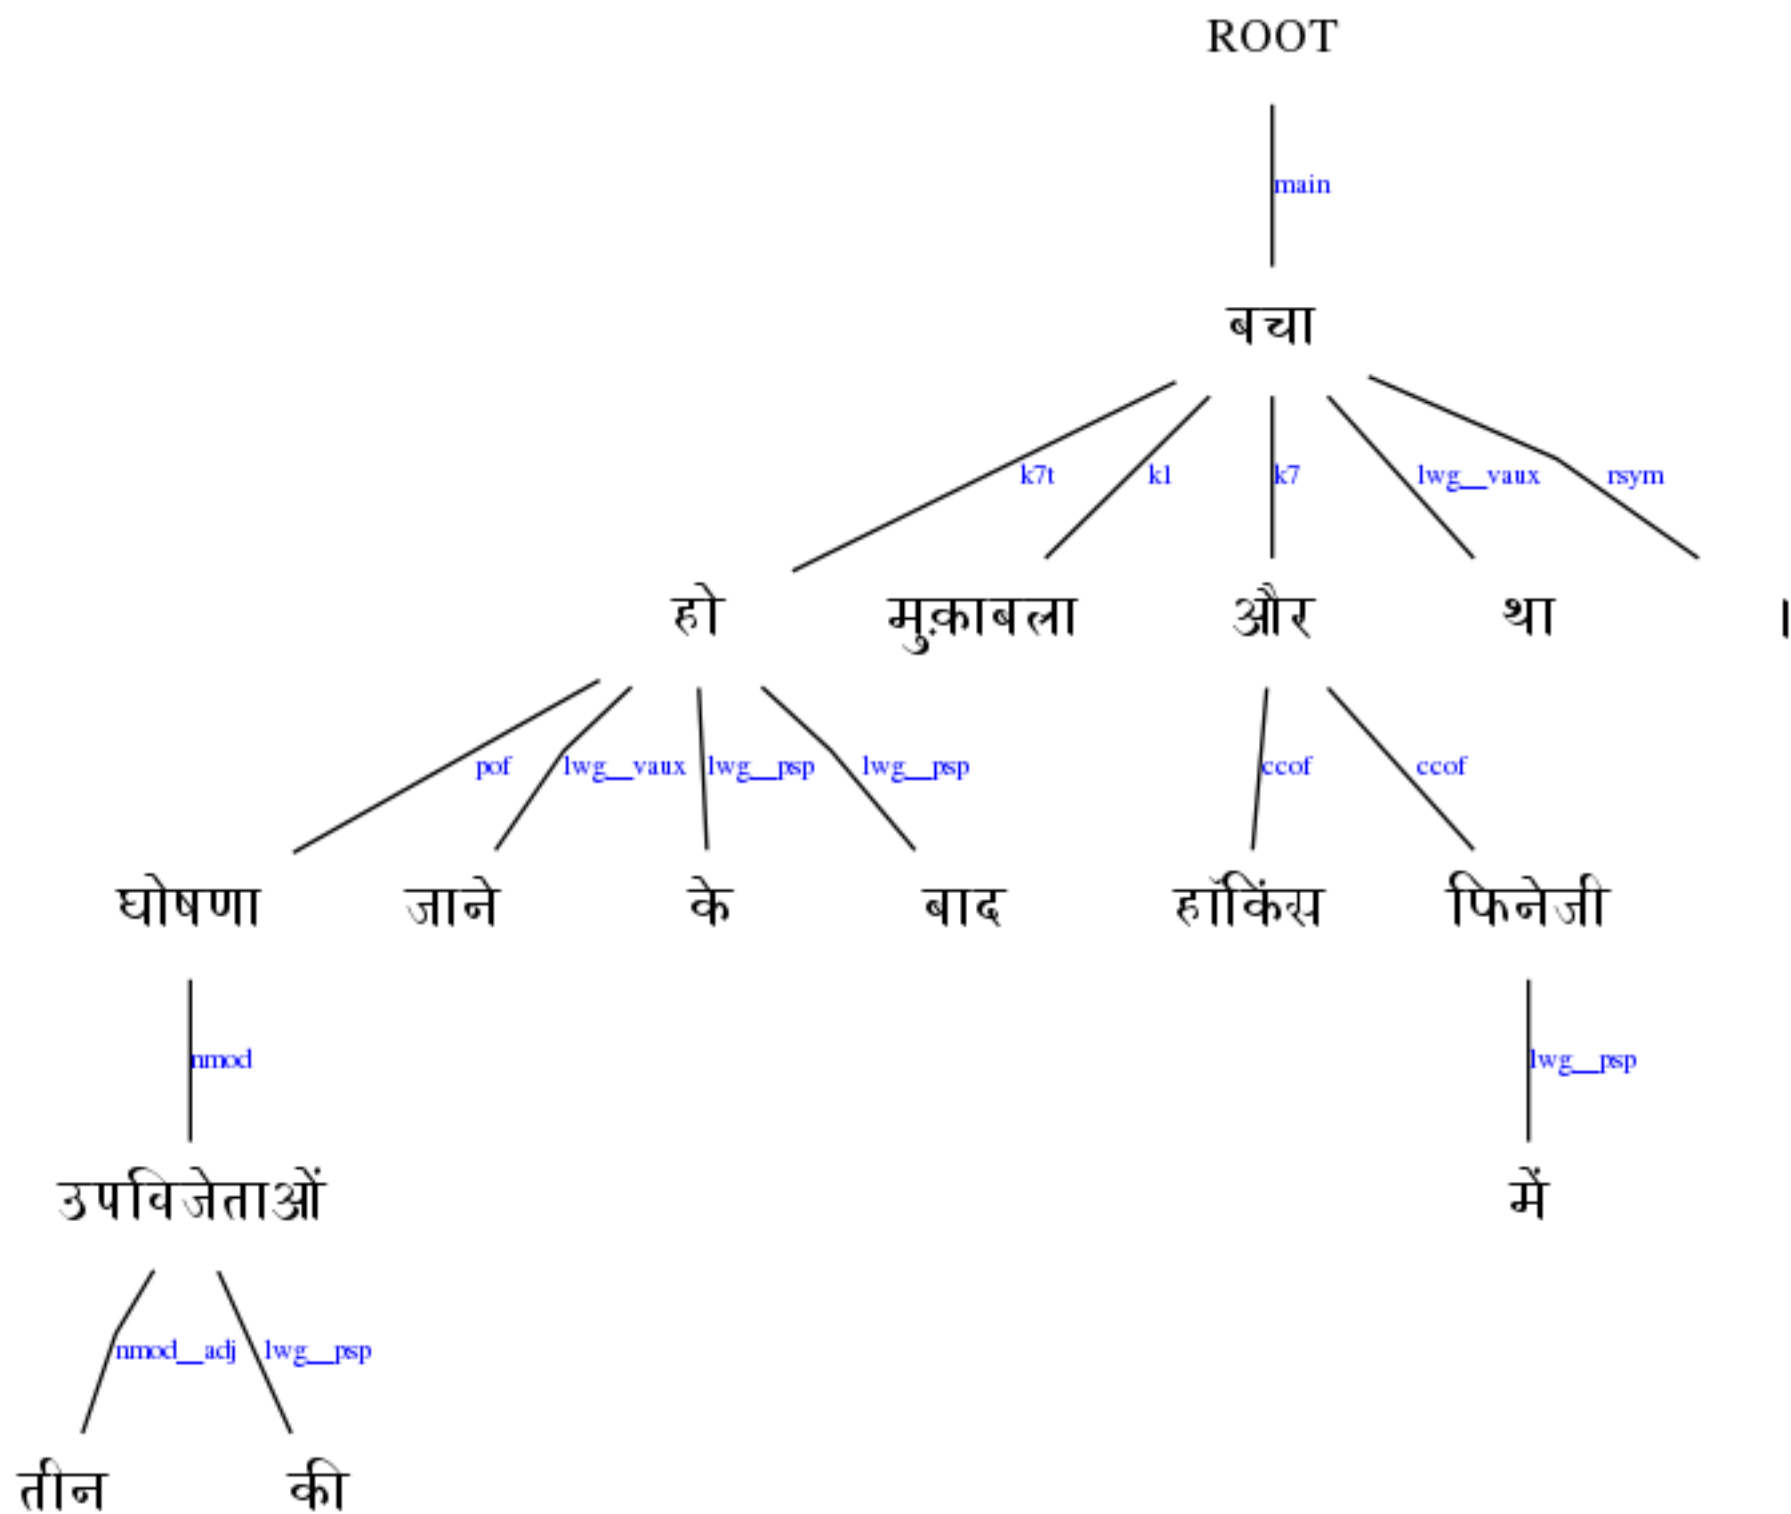 ROOT
main
बचा
k7t k1 k7 lwg__vaux rsym
हो मुक़ाबला और था ।
pof lwg__vaux lwg__psp lwg__psp ccof ccof
घोषणा जाने के बाद हॉकिंस फिनेजी
nmod lwg__psp
उपविजेताओं में
nmod__adj lwg__psp
तीन की